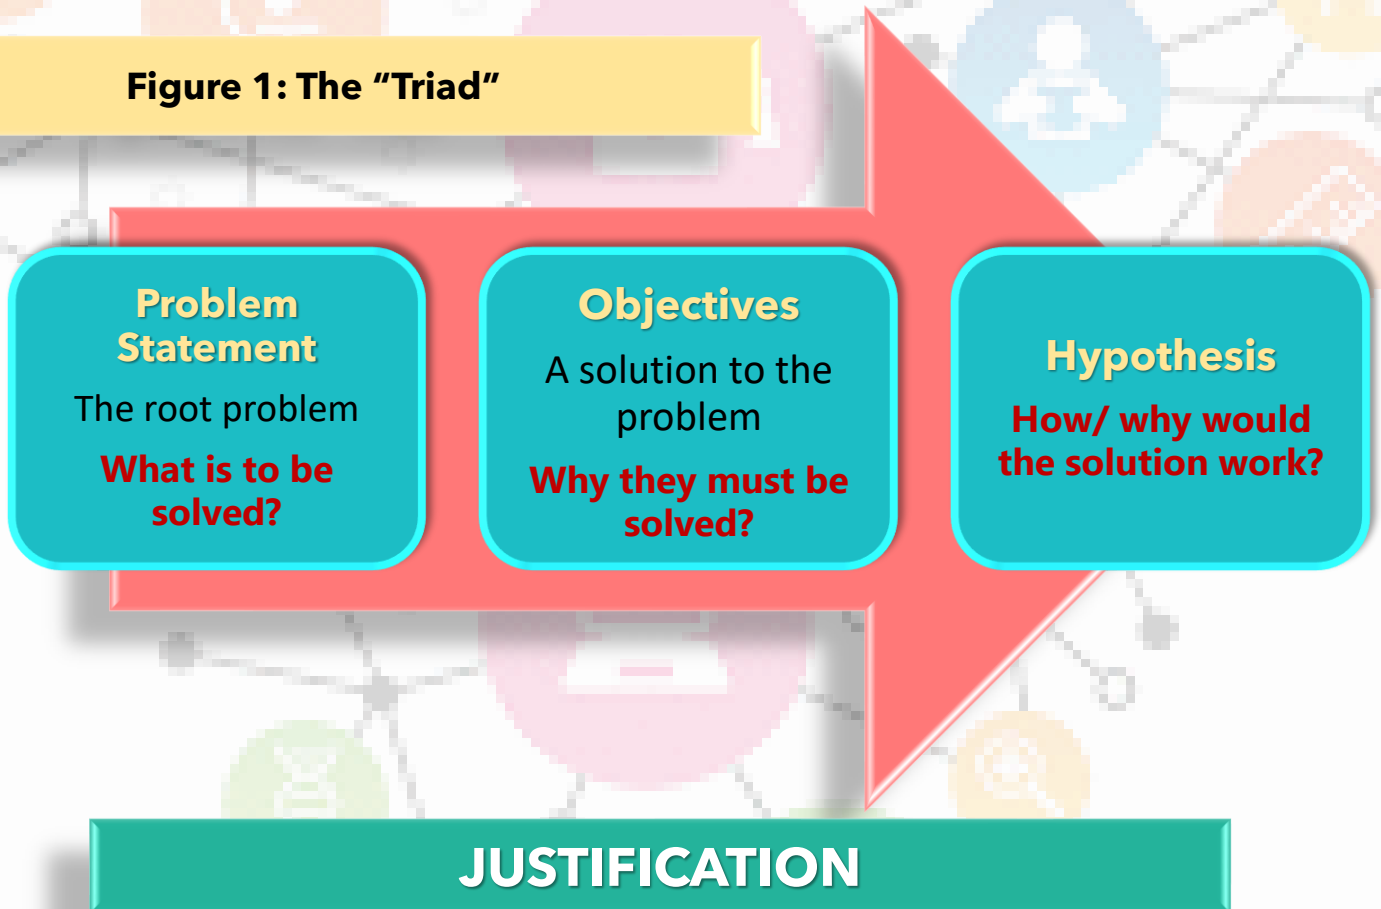 Figure 1: The “Triad”
Problem
Statement
The root problem
What is to be
solved?
Objectives
A solution to the
problem
Why they must be
solved?
Hypothesis
How/ why would
the solution work?
JUSTIFICATION